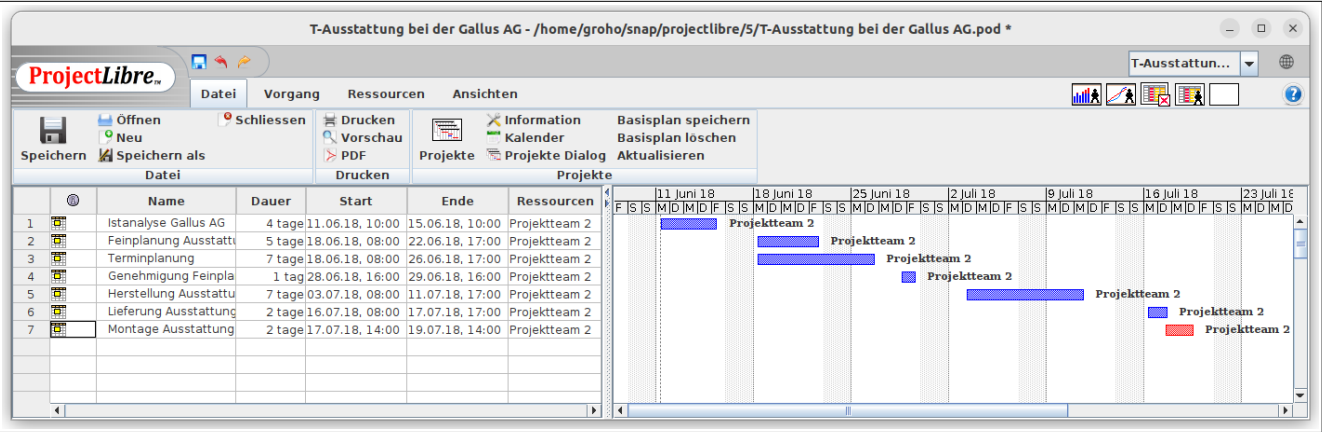 T-Ausstattung bei der Gallus AG - /home/groho/snap/projectlibre/5/T-Ausstattung bei der Gallus AG.pod *
ProjectLibre™
T-Ausstattun...
Datei Vorgang Ressourcen Ansichten
Speichern
Öffnen
Neu
Speichern als
Schliessen
Datei
Drucken
Vorschau
PDF
Drucken
Projekte
Information
Kalender
Projekte Dialog
Basisplan speichern
Basisplan löschen
Aktualisieren
Projekte
Name Dauer Start Ende Ressourcen
1 Istanalyse Gallus AG 4 tage 11.06.18, 10:00 15.06.18, 10:00 Projektteam 2
2 Feinplanung Ausstattu 5 tage 18.06.18, 08:00 22.06.18, 17:00 Projektteam 2
3 Terminplanung 7 tage 18.06.18, 08:00 26.06.18, 17:00 Projektteam 2
4 Genehmigung Feinpla 1 tag 28.06.18, 16:00 29.06.18, 16:00 Projektteam 2
5 Herstellung Ausstattu 7 tage 03.07.18, 08:00 11.07.18, 17:00 Projektteam 2
6 Lieferung Ausstattung 2 tage 16.07.18, 08:00 17.07.18, 17:00 Projektteam 2
7 Montage Ausstattung 2 tage 17.07.18, 14:00 19.07.18, 14:00 Projektteam 2
11 Juni 18 18 Juni 18 25 Juni 18 2 Juli 18 9 Juli 18 16 Juli 18 23 Juli 18
F S S M D M D F S S M D M D F S S M D M D F S S M D M D F S S M D M D F S S M D M D F S S M D M D
Projektteam 2
Projektteam 2
Projektteam 2
Projektteam 2
Projektteam 2
Projektteam 2
Projektteam 2